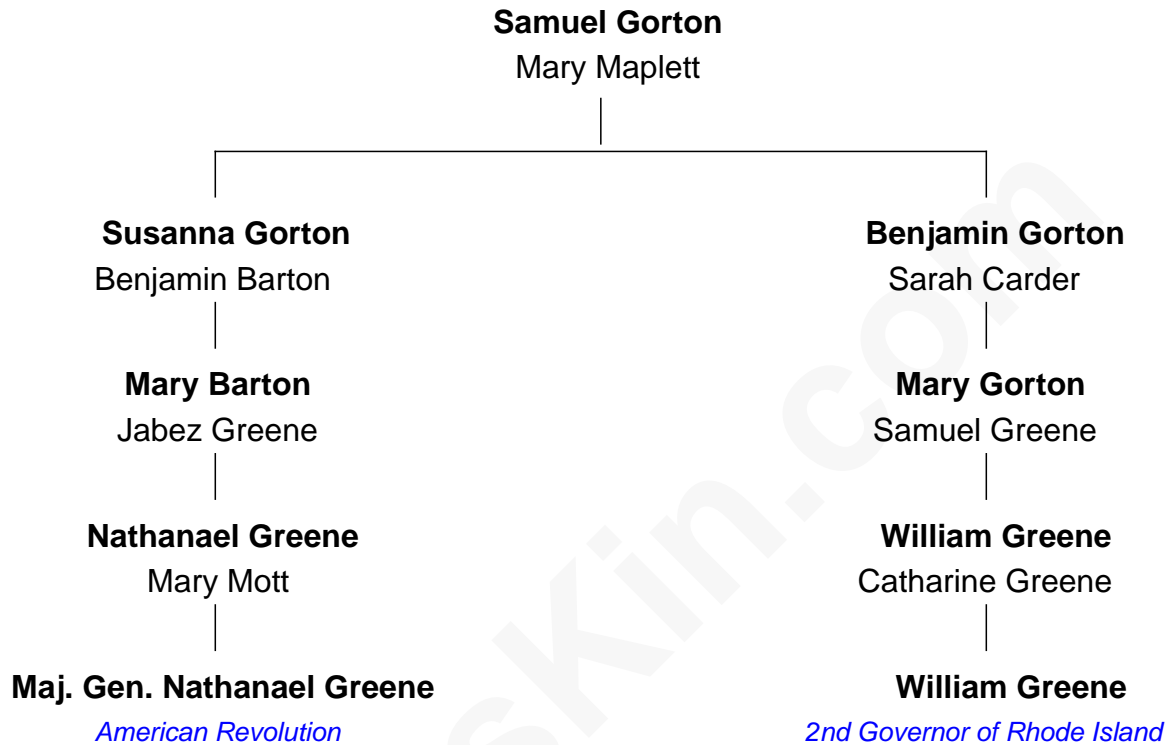 Samuel Gorton
Mary Maplett
Susanna Gorton
Benjamin Barton
Benjamin Gorton
Sarah Carder
Mary Barton
Jabez Greene
Mary Gorton
Samuel Greene
Nathanael Greene
Mary Mott
William Greene
Catharine Greene
Maj. Gen. Nathanael Greene
American Revolution
William Greene
2nd Governor of Rhode Island
sKin.com